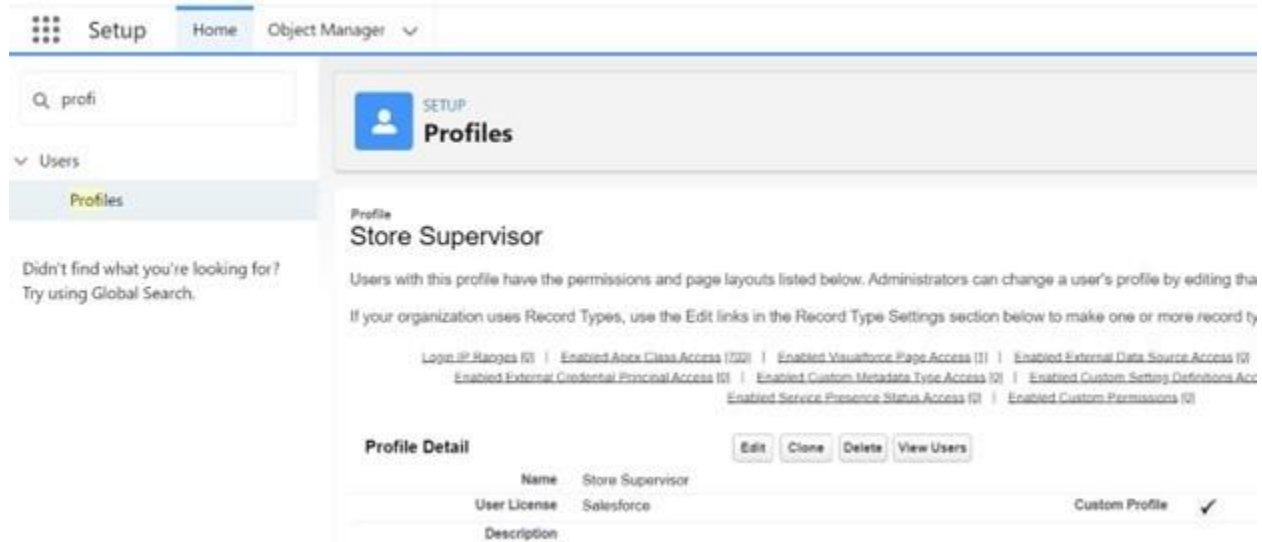 Setup Home Object Manager
profi
SETUP
Profiles
Users
Profiles
Didn't find what you're looking for?
Try using Global Search.
Profile
Store Supervisor
Users with this profile have the permissions and page layouts listed below. Administrators can change a user's profile by editing tha
If your organization uses Record Types, use the Edit links in the Record Type Settings section below to make one or more record ty
Login IP Ranges [0] | Enabled Apex Class Access [700] | Enabled Visualforce Page Access [1] | Enabled External Data Source Access [0]
Enabled External Credential Principal Access [0] | Enabled Custom Metadata Type Access [0] | Enabled Custom Setting Definitions Acc
Enabled Service Presence Status Access [0] | Enabled Custom Permissions [0]
Profile Detail Edit Clone Delete View Users
Name Store Supervisor
User License Salesforce Custom Profile ✓
Description